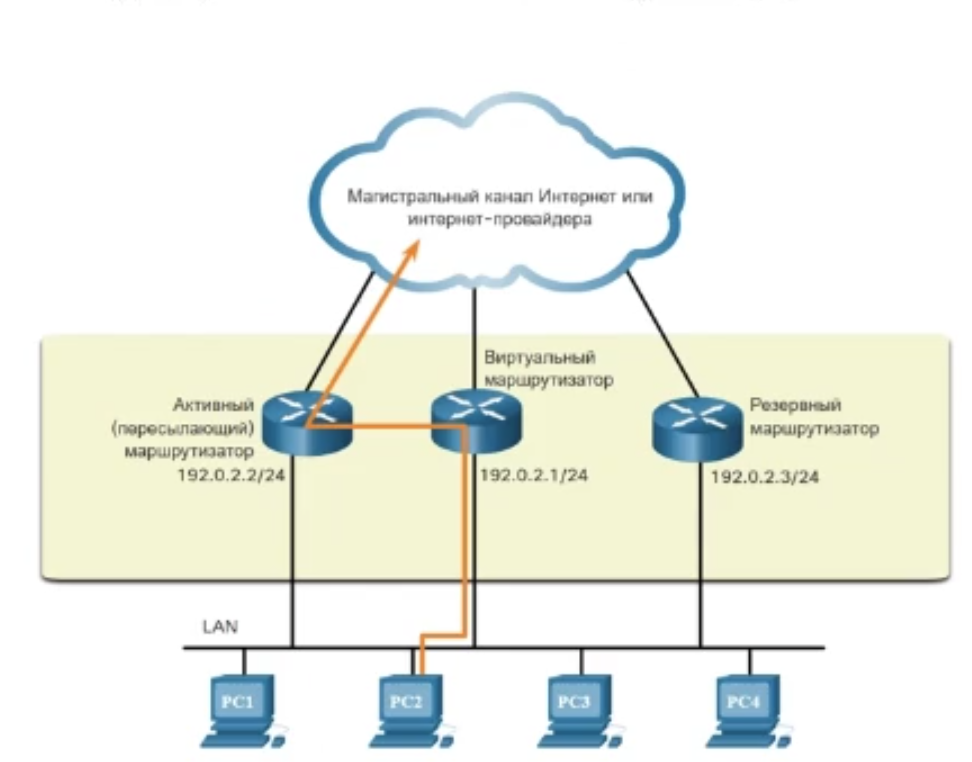 Магистральный канал Интернет или
интернет-провайдера
Виртуальный
маршрутизатор
Активный
(пересылающий)
маршрутизатор
192.0.2.2/24
192.0.2.1/24
Резервный
маршрутизатор
192.0.2.3/24
LAN
PC1
PC2
PC3
PC4